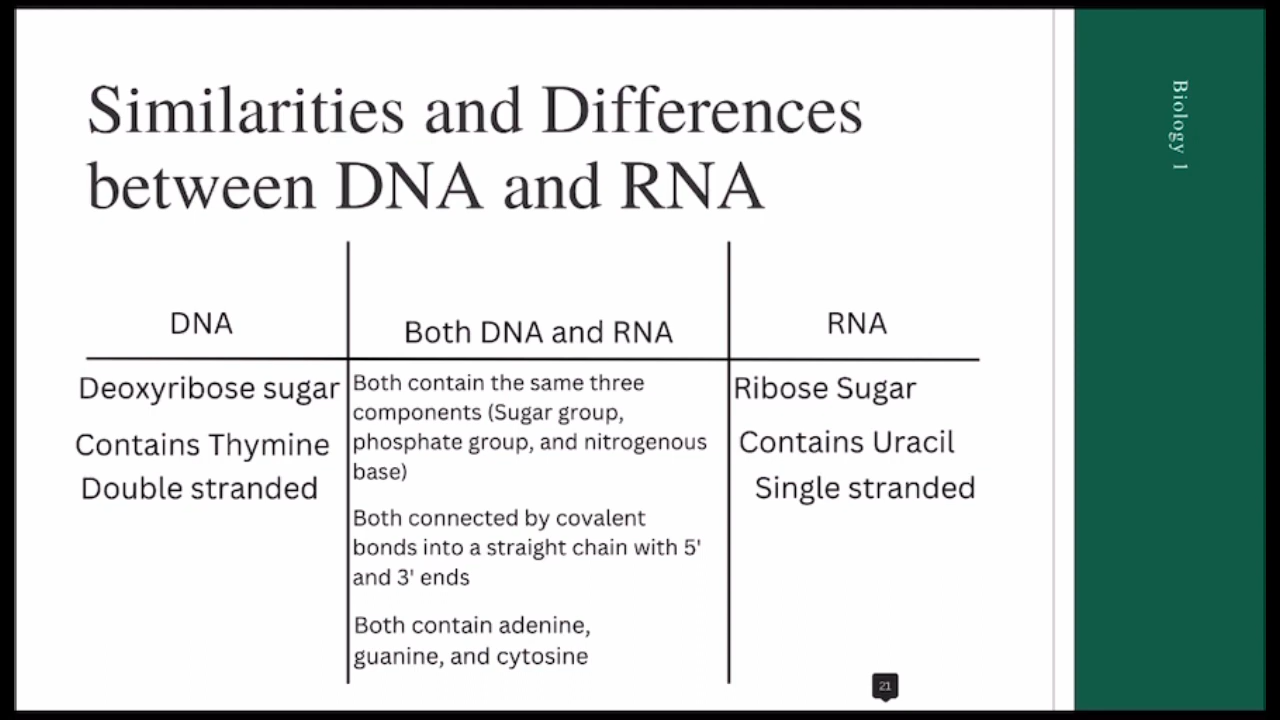 Similarities and Differences
between DNA and RNA
Biology 1
DNA
Both DNA and RNA
RNA
Deoxyribose sugar
Contains Thymine
Double stranded
Both contain the same three
components (Sugar group,
phosphate group, and nitrogenous
base)
Both connected by covalent
bonds into a straight chain with 5'
and 3' ends
Both contain adenine,
guanine, and cytosine
Ribose Sugar
Contains Uracil
Single stranded
21